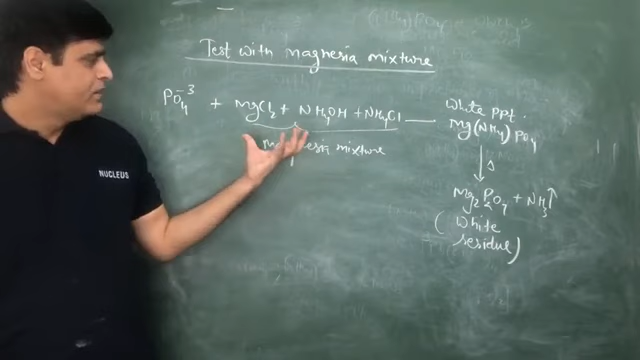 Test with magnesia mixture
PO₄⁻³ + MgCl₂ + NH₄OH + NH₄Cl —
magnesia mixture
White ppt.
Mg(NH₄)PO₄
↓ Δ
Mg₂P₂O₇ + NH₃↑
(White
residue)
NUCLEUS